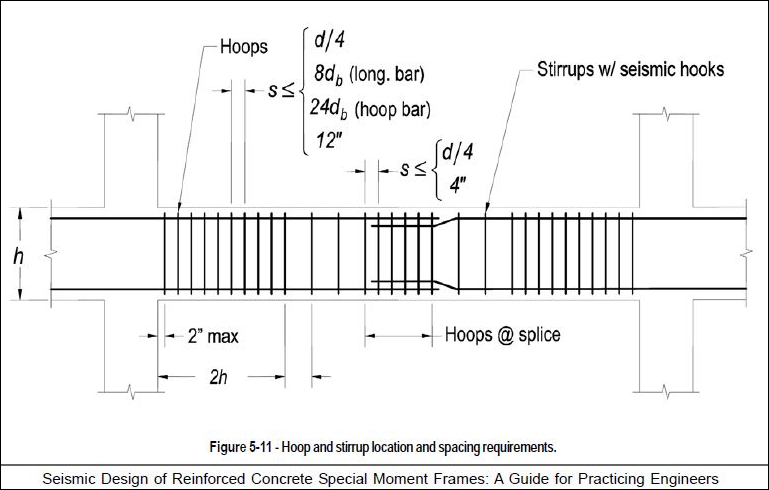 Hoops
s ≤ { d/4
8d_b (long. bar)
24d_b (hoop bar)
12"
Stirrups w/ seismic hooks
s ≤ { d/4
4"
h
2” max
Hoops @ splice
2h
Figure 5-11 - Hoop and stirrup location and spacing requirements.
Seismic Design of Reinforced Concrete Special Moment Frames: A Guide for Practicing Engineers